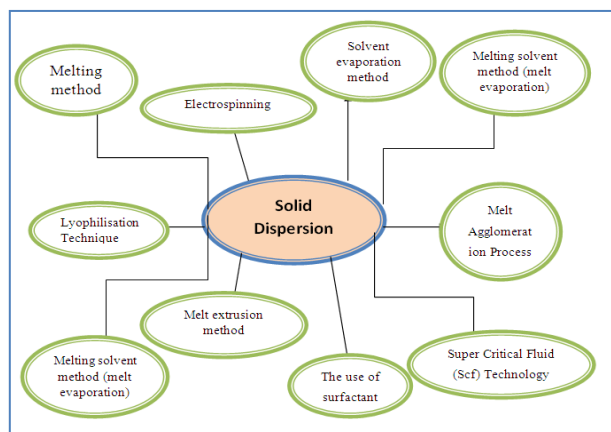 Melting
method
Electrospinning
Solvent
evaporation
method
Melting solvent
method (melt
evaporation)
Solid
Dispersion
Lyophilisation
Technique
Melt
Agglomerat
ion Process
Melting solvent
method (melt
evaporation)
Melt extrusion
method
The use of
surfactant
Super Critical Fluid
(Scf) Technology